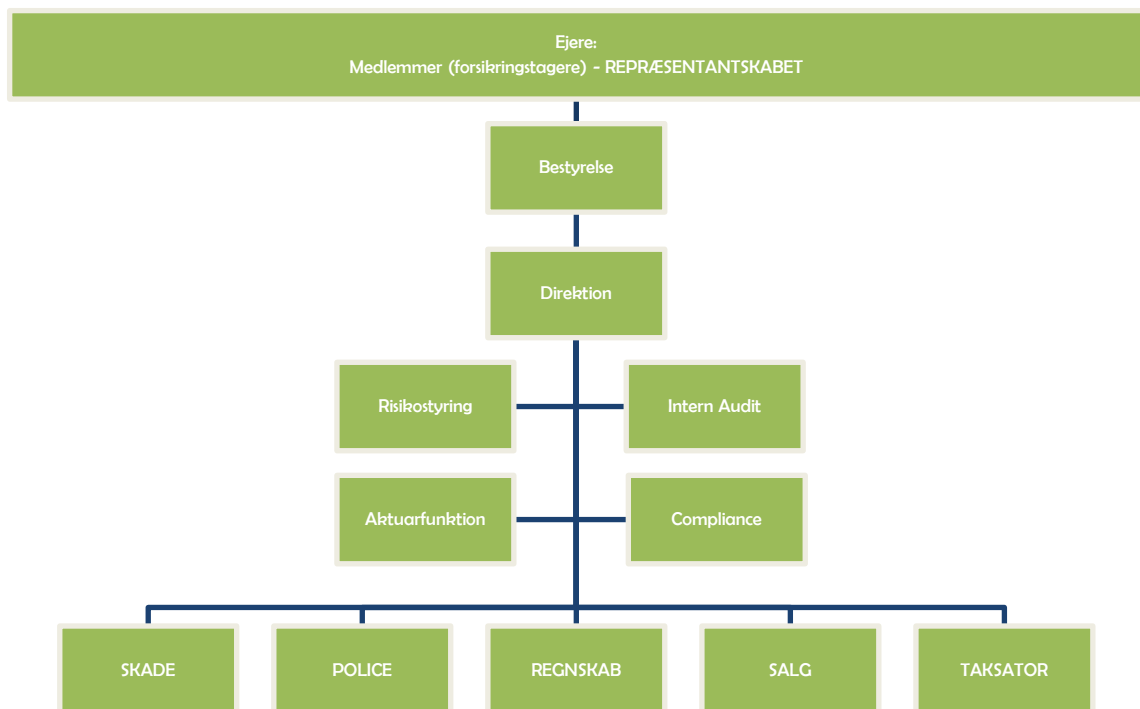 Ejere:
Medlemmer (forsikringstagere) - REPRÆSENTANTSKABET
Bestyrelse
Direktion
Risikostyring
Intern Audit
Aktuarfunktion
Compliance
SKADE
POLICE
REGNSKAB
SALG
TAKSATOR